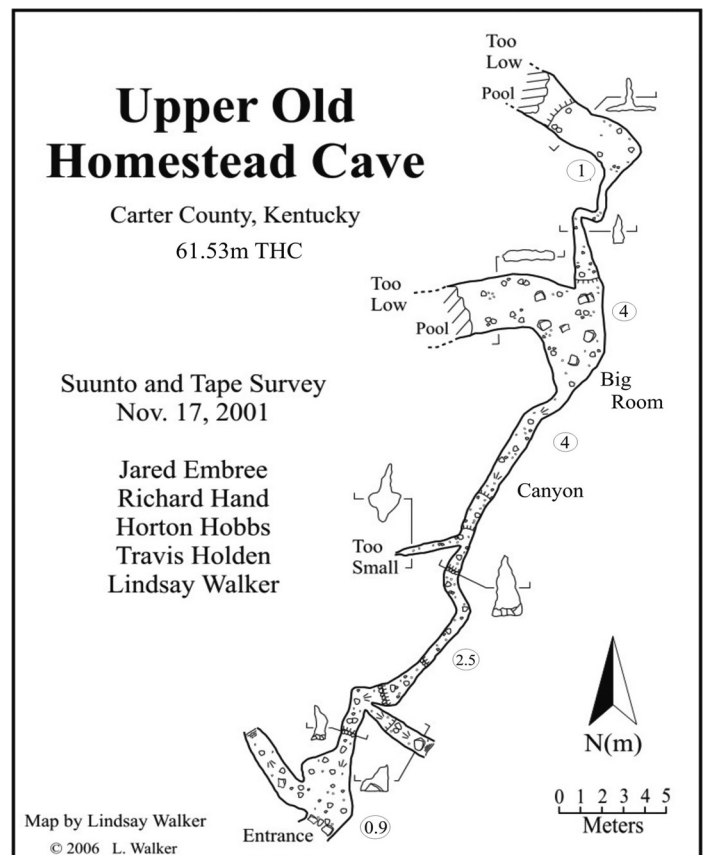 Upper Old
Homestead Cave
Carter County, Kentucky
61.53m THC
Suunto and Tape Survey
Nov. 17, 2001
Jared Embree
Richard Hand
Horton Hobbs
Travis Holden
Lindsay Walker
Too
Low
Pool
1
Too
Low
Pool
4
Big
Room
4
Canyon
Too
Small
2.5
N(m)
0 1 2 3 4 5
Meters
0.9
Entrance
Map by Lindsay Walker
© 2006 L. Walker